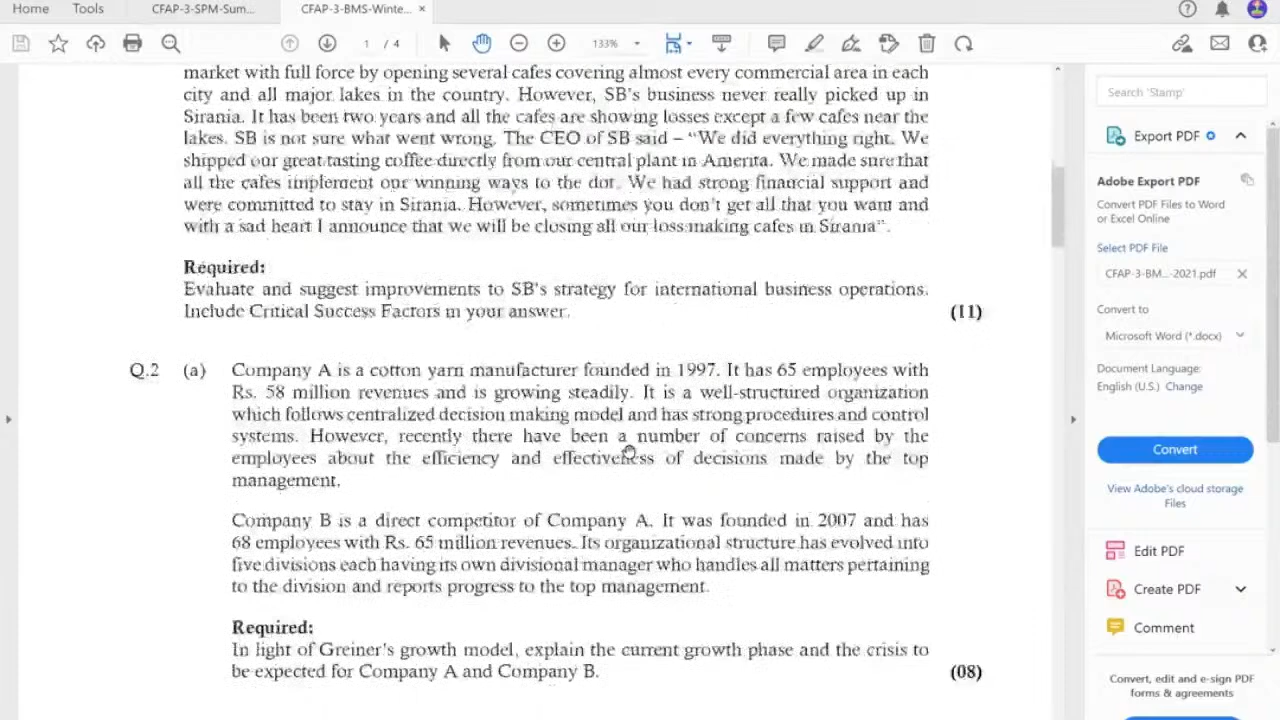 Home Tools CFAP-3-SPM-Sum... CFAP-3-BMS-Winte... ×
1 / 4 133%
market with full force by opening several cafes covering almost every commercial area in each
city and all major lakes in the country. However, SB's business never really picked up in
Sirania. It has been two years and all the cafes are showing losses except a few cafes near the
lakes. SB is not sure what went wrong. The CEO of SB said – "We did everything right. We
shipped our great tasting coffee directly from our central plant in America. We made sure that
all the cafes implement our winning ways to the dot. We had strong financial support and
were committed to stay in Sirania. However, sometimes you don't get all that you want and
with a sad heart I announce that we will be closing all our loss making cafes in Sirania".
Required:
Evaluate and suggest improvements to SB's strategy for international business operations.
Include Critical Success Factors in your answer. (11)
Q.2 (a) Company A is a cotton yarn manufacturer founded in 1997. It has 65 employees with
Rs. 58 million revenues and is growing steadily. It is a well-structured organization
which follows centralized decision making model and has strong procedures and control
systems. However, recently there have been a number of concerns raised by the
employees about the efficiency and effectiveness of decisions made by the top
management.
Company B is a direct competitor of Company A. It was founded in 2007 and has
68 employees with Rs. 65 million revenues. Its organizational structure has evolved into
five divisions each having its own divisional manager who handles all matters pertaining
to the division and reports progress to the top management.
Required:
In light of Greiner's growth model, explain the current growth phase and the crisis to
be expected for Company A and Company B. (08)
Search 'Stamp'
Export PDF
Adobe Export PDF
Convert PDF Files to Word
or Excel Online
Select PDF File
CFAP-3-BM...-2021.pdf ×
Convert to
Microsoft Word (*.docx)
Document Language:
English (U.S.) Change
Convert
View Adobe's cloud storage
Files
Edit PDF
Create PDF
Comment
Convert, edit and e-sign PDF
forms & agreements